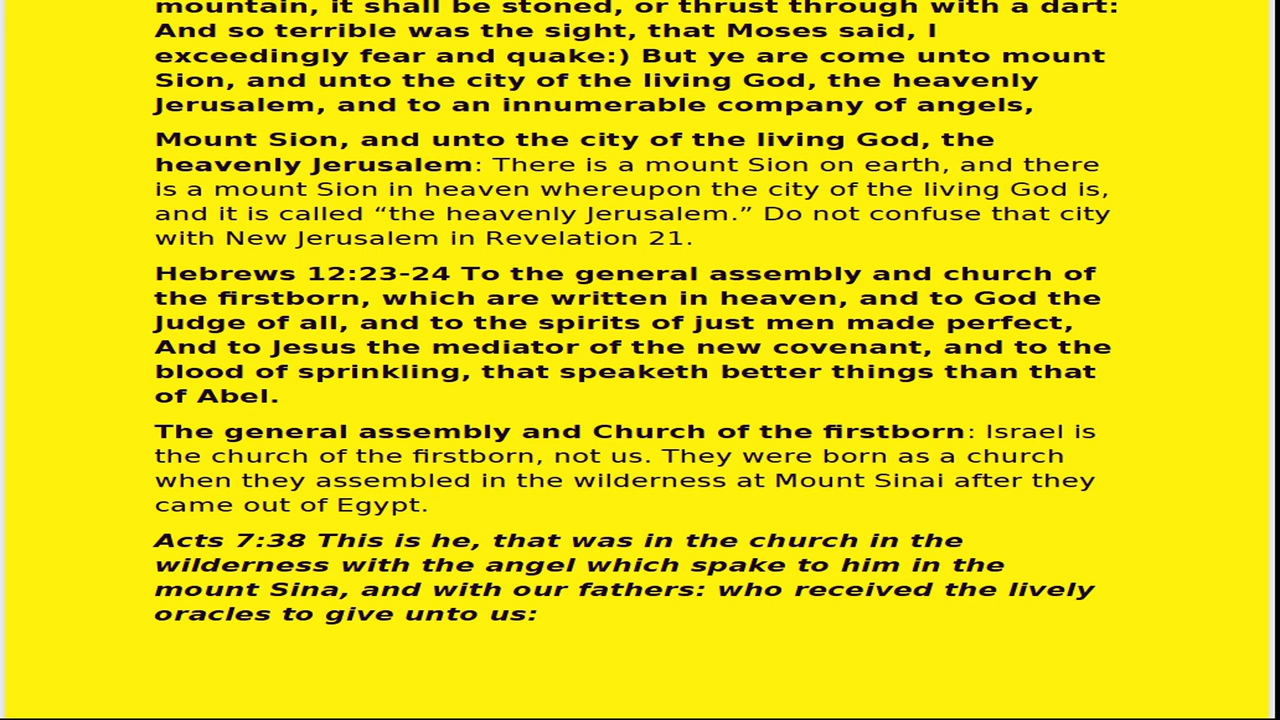 mountain, it shall be stoned, or thrust through with a dart:
And so terrible was the sight, that Moses said, I
exceedingly fear and quake:) But ye are come unto mount
Sion, and unto the city of the living God, the heavenly
Jerusalem, and to an innumerable company of angels,
Mount Sion, and unto the city of the living God, the
heavenly Jerusalem: There is a mount Sion on earth, and there
is a mount Sion in heaven whereupon the city of the living God is,
and it is called “the heavenly Jerusalem.” Do not confuse that city
with New Jerusalem in Revelation 21.
Hebrews 12:23-24 To the general assembly and church of
the firstborn, which are written in heaven, and to God the
Judge of all, and to the spirits of just men made perfect,
And to Jesus the mediator of the new covenant, and to the
blood of sprinkling, that speaketh better things than that
of Abel.
The general assembly and Church of the firstborn: Israel is
the church of the firstborn, not us. They were born as a church
when they assembled in the wilderness at Mount Sinai after they
came out of Egypt.
Acts 7:38 This is he, that was in the church in the
wilderness with the angel which spake to him in the
mount Sina, and with our fathers: who received the lively
oracles to give unto us: